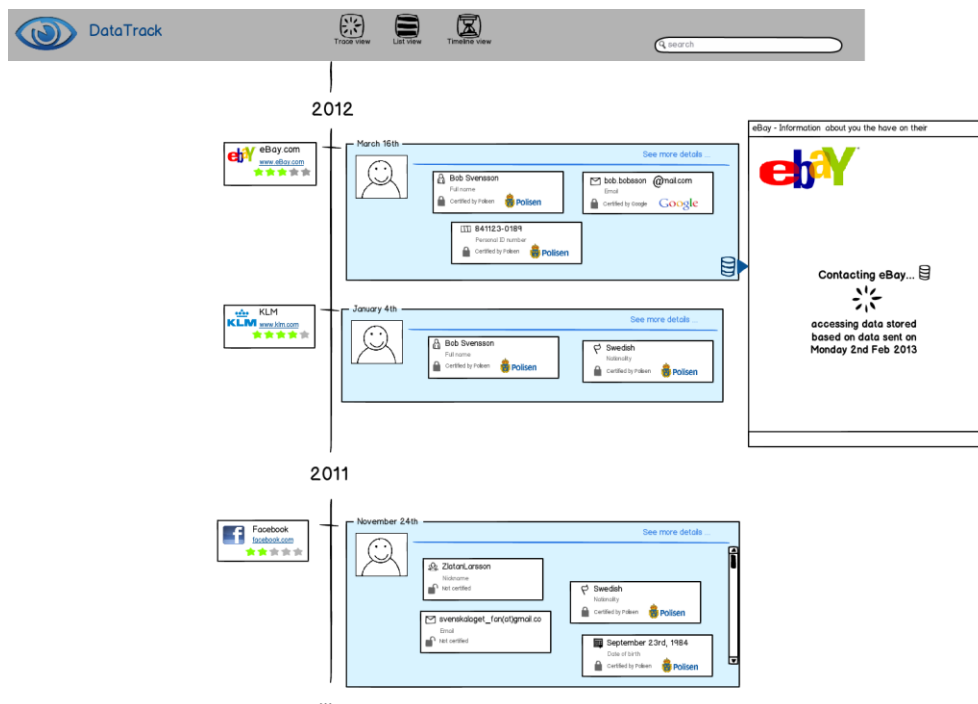 DataTrack
Trace view
List view
Timeline view
search
2012
eBay - Information about you the have on their
ebaY
eBay.com
www.eBay.com
March 16th
See more details ...
Bob Svensson
Full name
Certified by Polisen
Polisen
bob.bobsson @mail.com
Email
Certified by Google
Google
841123-0189
Personal ID number
Certified by Polisen
Polisen
ebaY
Contacting eBay...
accessing data stored
based on data sent on
Monday 2nd Feb 2013
KLM
KLM
www.klm.com
January 4th
See more details ...
Bob Svensson
Full name
Certified by Polisen
Polisen
Swedish
Nationality
Certified by Polisen
Polisen
2011
f
Facebook
facebook.com
November 24th
See more details ...
ZlatanLarsson
Nickname
Not certified
svenskalaget_fan(at)gmail.co
Email
Not certified
Swedish
Nationality
Certified by Polisen
Polisen
September 23rd, 1984
Date of birth
Certified by Polisen
Polisen
...